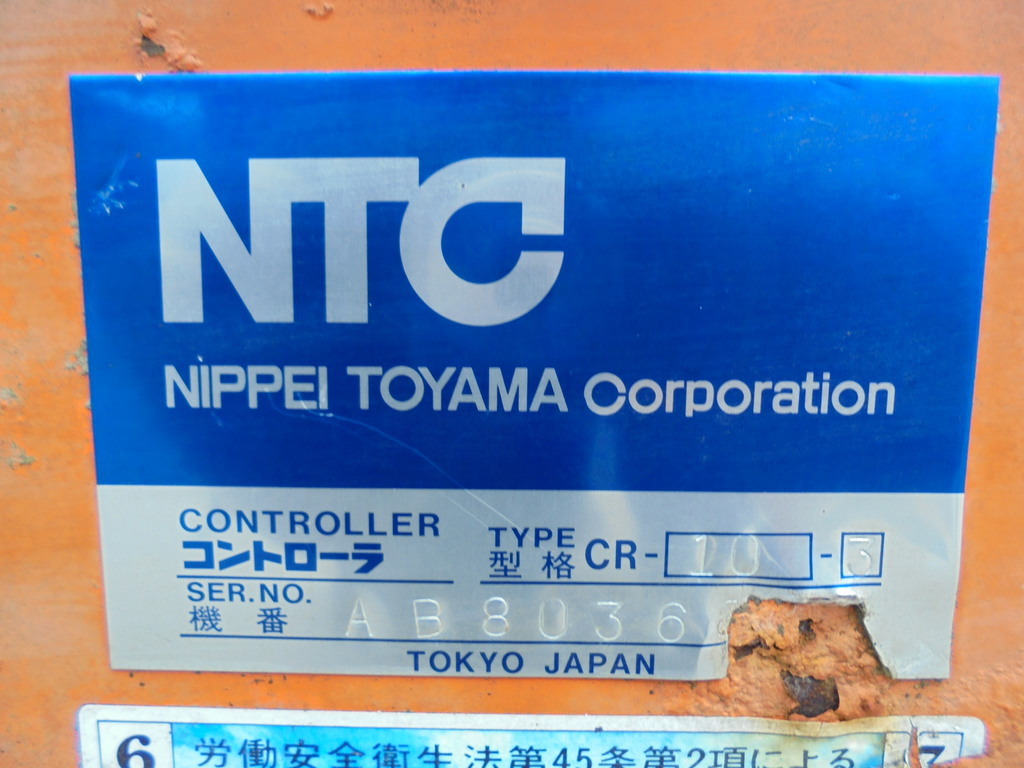 NTC
NIPPEI TOYAMA Corporation
CONTROLLER
コントローラ
TYPE
型格 CR-10-3
SER.NO.
機番 AB8036
TOKYO JAPAN
6 労働安全衛生法第45条第2項による 7